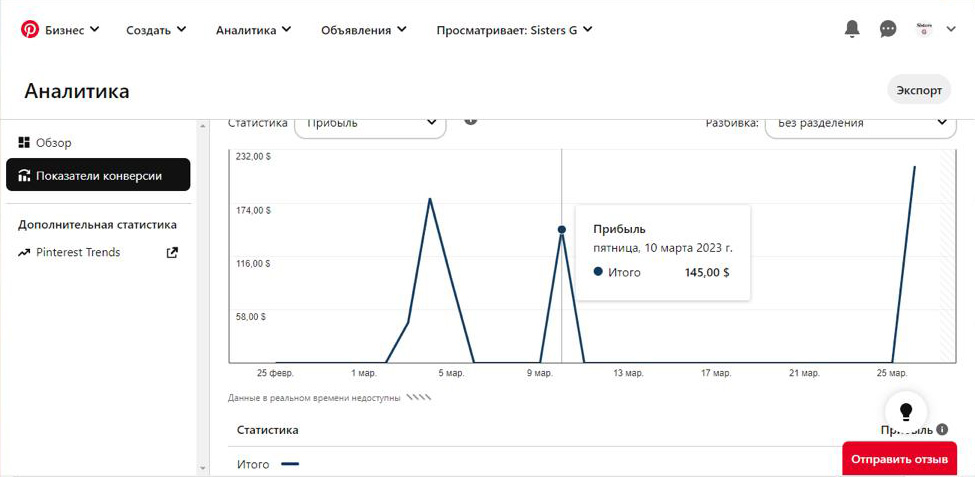 Бизнес Создать Аналитика Объявления Просматривает: Sisters G Sisters G
Аналитика
Экспорт
Обзор
Показатели конверсии
Дополнительная статистика
Pinterest Trends
Статистика Прибыль Разбивка: Без разделения
232,00 $
174,00 $
116,00 $
58,00 $
Прибыль
пятница, 10 марта 2023 г.
Итого 145,00 $
25 февр. 1 мар. 5 мар. 9 мар. 13 мар. 17 мар. 21 мар. 25 мар.
Данные в реальном времени недоступны
Статистика Прибыль
Итого
Отправить отзыв